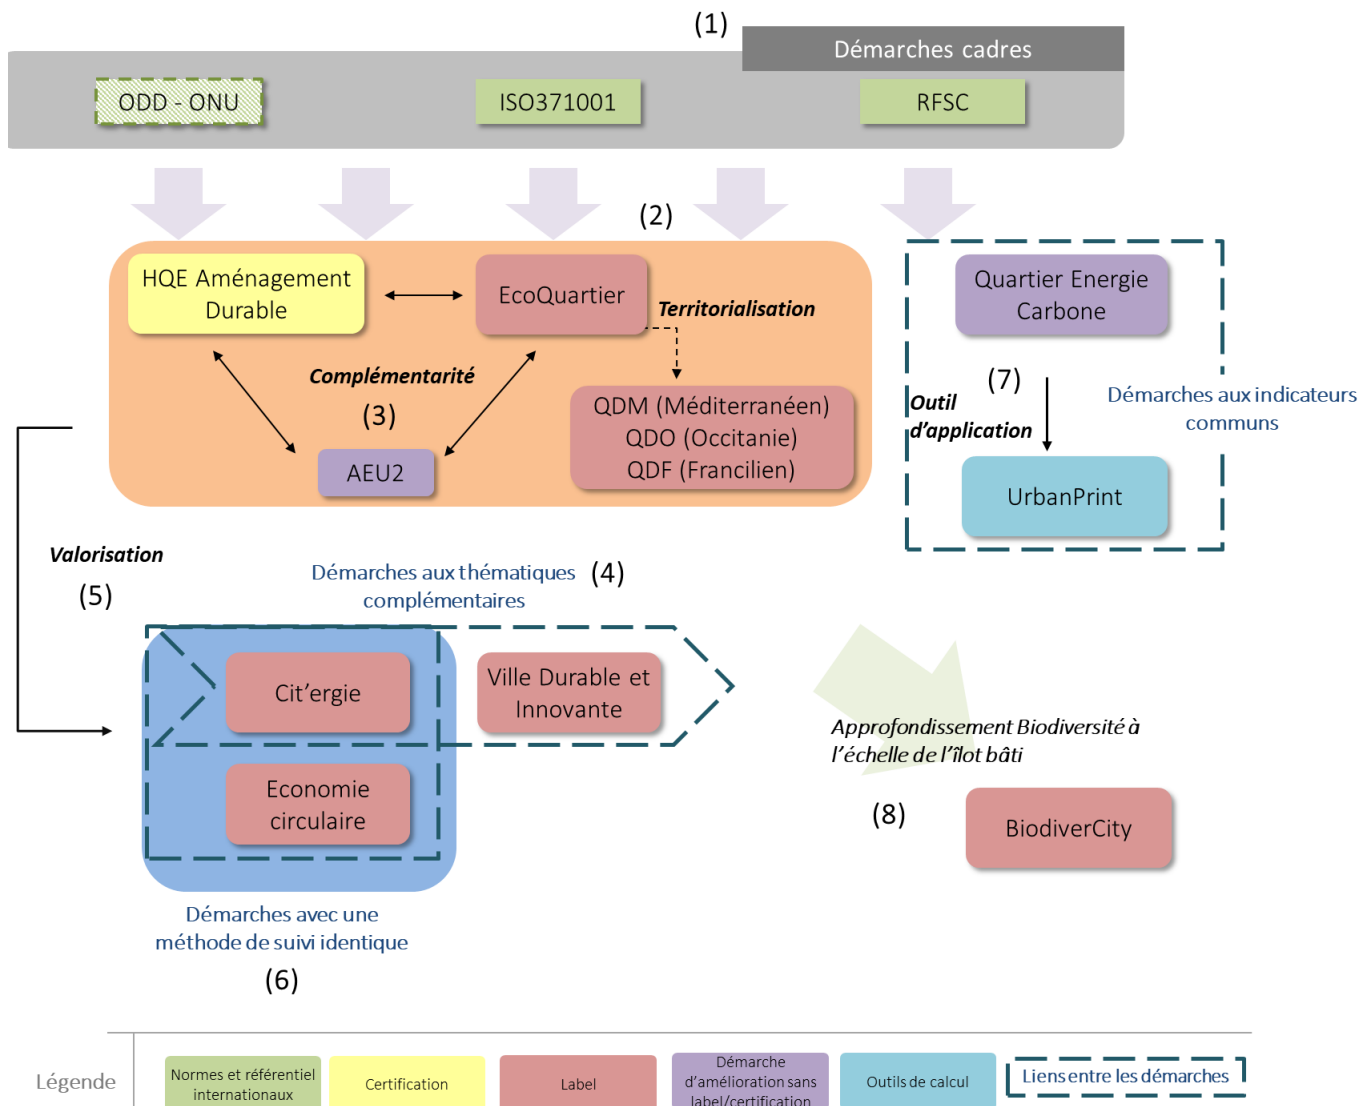 (1)
Démarches cadres
ODD - ONU
ISO371001
RFSC
(2)
HQE Aménagement
Durable
EcoQuartier
Territorialisation
Complémentarité
(3)
AEU2
QDM (Méditerranéen)
QDO (Occitanie)
QDF (Francilien)
Quartier Energie
Carbone
(7)
Outil
d’application
Démarches aux indicateurs
communs
UrbanPrint
Valorisation
(5)
Démarches aux thématiques
complémentaires
(4)
Cit’ergie
Ville Durable et
Innovante
Economie
circulaire
Approfondissement Biodiversité à
l’échelle de l’îlot bâti
(8)
BiodiverCity
Démarches avec une
méthode de suivi identique
(6)
Légende
Normes et référentiel
internationaux
Certification
Label
Démarche
d’amélioration sans
label/certification
Outils de calcul
Liens entre les démarches